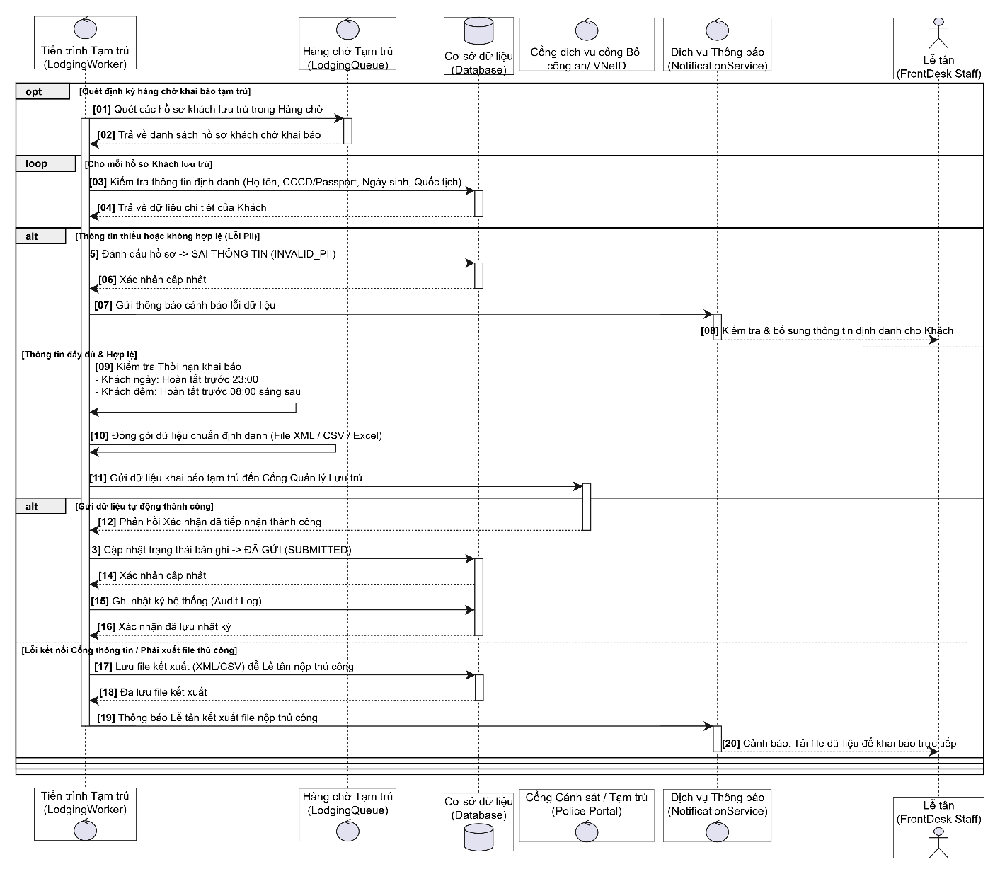 Tiến trình Tạm trú
(LodgingWorker)
Hàng chờ Tạm trú
(LodgingQueue)
Cơ sở dữ liệu
(Database)
Cổng dịch vụ công Bộ
công an/ VNeID
Dịch vụ Thông báo
(NotificationService)
Lễ tân
(FrontDesk Staff)
opt [Quét định kỳ hàng chờ khai báo tạm trú]
[01] Quét các hồ sơ khách lưu trú trong Hàng chờ
[02] Trả về danh sách hồ sơ khách chờ khai báo
loop [Cho mỗi hồ sơ Khách lưu trú]
[03] Kiểm tra thông tin định danh (Họ tên, CCCD/Passport, Ngày sinh, Quốc tịch)
[04] Trả về dữ liệu chi tiết của Khách
alt [Thông tin thiếu hoặc không hợp lệ (Lỗi PII)]
5] Đánh dấu hồ sơ -> SAI THÔNG TIN (INVALID_PII)
[06] Xác nhận cập nhật
[07] Gửi thông báo cảnh báo lỗi dữ liệu
[08] Kiểm tra & bổ sung thông tin định danh cho Khách
[Thông tin đầy đủ & Hợp lệ]
[09] Kiểm tra Thời hạn khai báo
- Khách ngày: Hoàn tất trước 23:00
- Khách đêm: Hoàn tất trước 08:00 sáng sau
[10] Đóng gói dữ liệu chuẩn định danh (File XML / CSV / Excel)
[11] Gửi dữ liệu khai báo tạm trú đến Cổng Quản lý Lưu trú
alt [Gửi dữ liệu tự động thành công]
[12] Phản hồi Xác nhận đã tiếp nhận thành công
3] Cập nhật trạng thái bản ghi -> ĐÃ GỬI (SUBMITTED)
[14] Xác nhận cập nhật
[15] Ghi nhật ký hệ thống (Audit Log)
[16] Xác nhận đã lưu nhật ký
[Lỗi kết nối Cổng thông tin / Phải xuất file thủ công]
[17] Lưu file kết xuất (XML/CSV) để Lễ tân nộp thủ công
[18] Đã lưu file kết xuất
[19] Thông báo Lễ tân kết xuất file nộp thủ công
[20] Cảnh báo: Tải file dữ liệu để khai báo trực tiếp
Tiến trình Tạm trú
(LodgingWorker)
Hàng chờ Tạm trú
(LodgingQueue)
Cơ sở dữ liệu
(Database)
Cổng Cảnh sát / Tạm trú
(Police Portal)
Dịch vụ Thông báo
(NotificationService)
Lễ tân
(FrontDesk Staff)